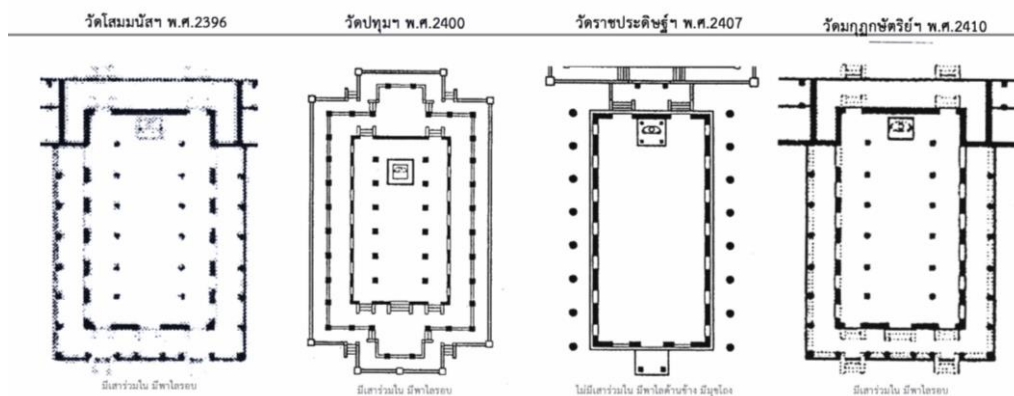 วัดโสมมนัสฯ พ.ศ.2396
วัดปทุมฯ พ.ศ.2400
วัดราชประดิษฐ์ฯ พ.ศ.2407
วัดมกุฏกษัตริย์ฯ พ.ศ.2410
มีเสาร่วมใน มีพาไลรอบ
มีเสาร่วมใน มีพาไลรอบ
ไม่มีเสาร่วมใน มีพาไลด้านข้าง มีมุขโถง
มีเสาร่วมใน มีพาไลรอบ